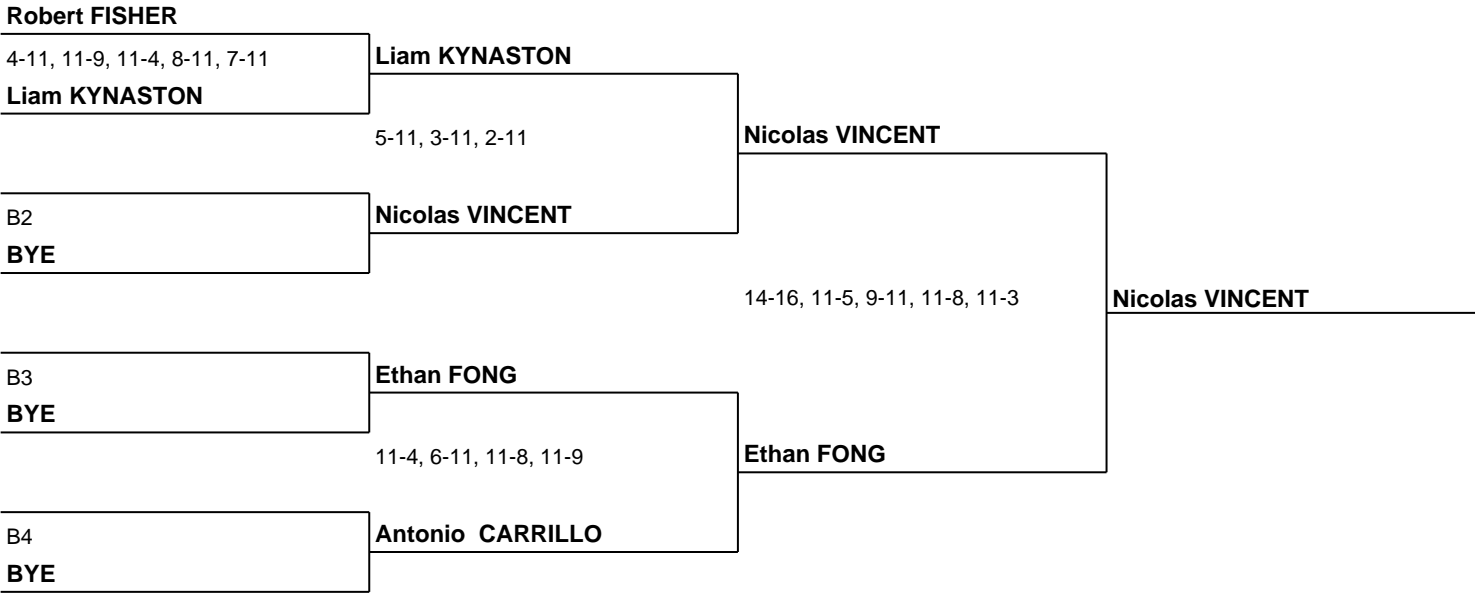 Robert FISHER
4-11, 11-9, 11-4, 8-11, 7-11
Liam KYNASTON
Liam KYNASTON
5-11, 3-11, 2-11
Nicolas VINCENT
B2
Nicolas VINCENT
BYE
14-16, 11-5, 9-11, 11-8, 11-3
Nicolas VINCENT
B3
Ethan FONG
BYE
11-4, 6-11, 11-8, 11-9
Ethan FONG
B4
Antonio  CARRILLO
BYE